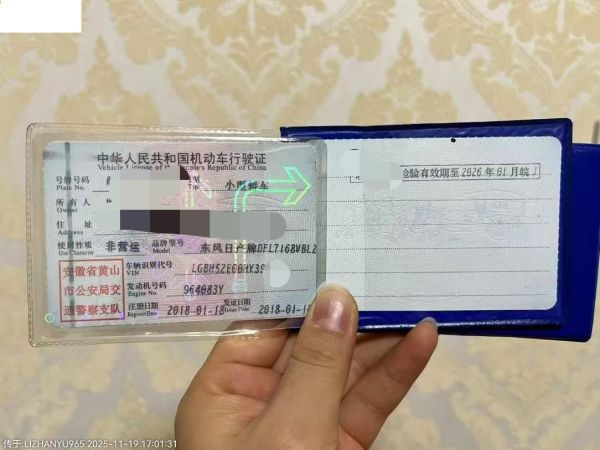 中华人民共和国机动车行驶证
Vehicle License of the People's Republic of China
号牌号码
Plate No.
小型轿车
所有人
Owner
住址
使用性质 非营运 品牌型号 东风日产牌DFL7168VBL2
Use Character Model
安徽省黄山
市公安局交
通警察支队
车辆识别代号
VIN
发动机号码 964083Y
Engine No.
注册日期 2018-01-18 发证日期 2018-01-1
Register Date Issue Date
检验有效期至2026年01月皖J
传于:LIZHANYU965 2025-11-19 17:01:31